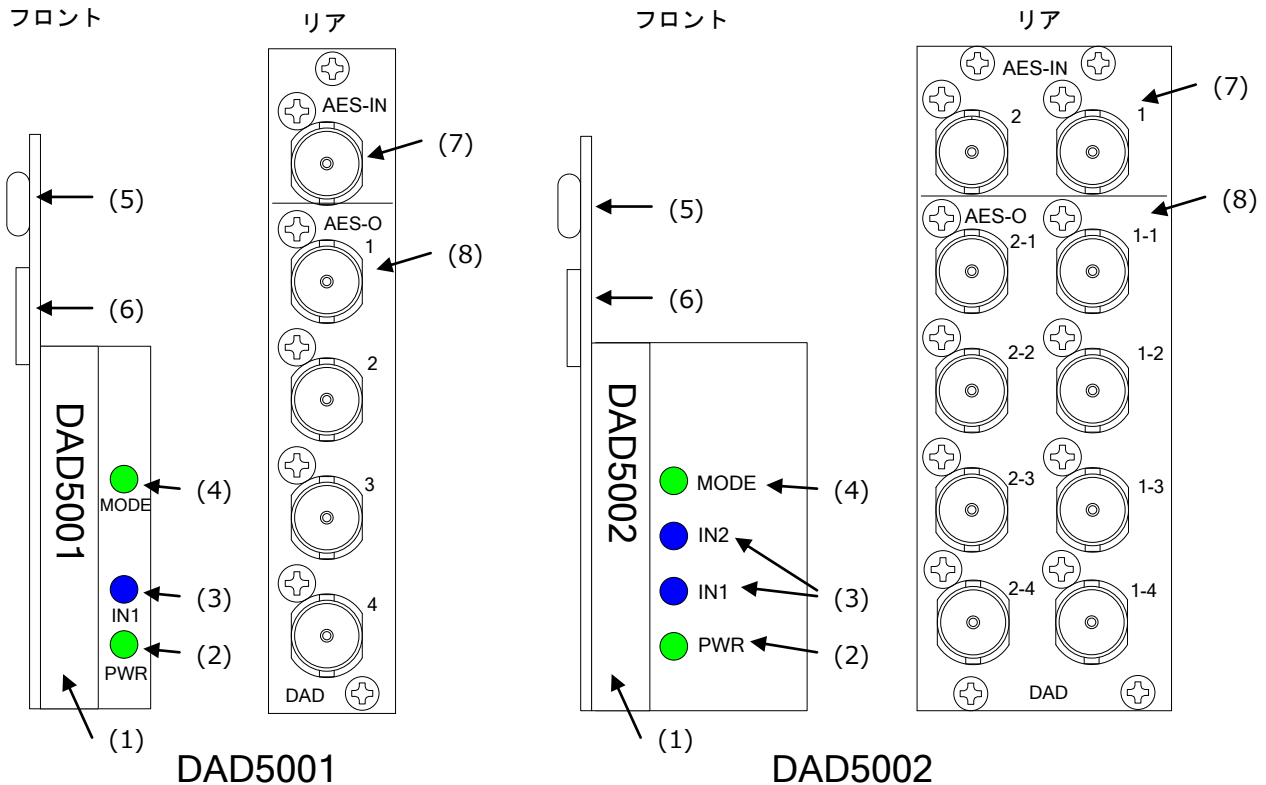 フロント
リア
AES-IN
(7)
(5)
AES-O
1
(8)
(6)
2
DAD5001
3
MODE
(4)
IN1
(3)
4
PWR
(2)
DAD
(1)
DAD5001
フロント
リア
AES-IN
2
1
(7)
(5)
AES-O
(8)
2-1
1-1
(6)
2-2
1-2
DAD5002
MODE
(4)
2-3
1-3
IN2
IN1
(3)
2-4
1-4
PWR
(2)
DAD
(1)
DAD5002